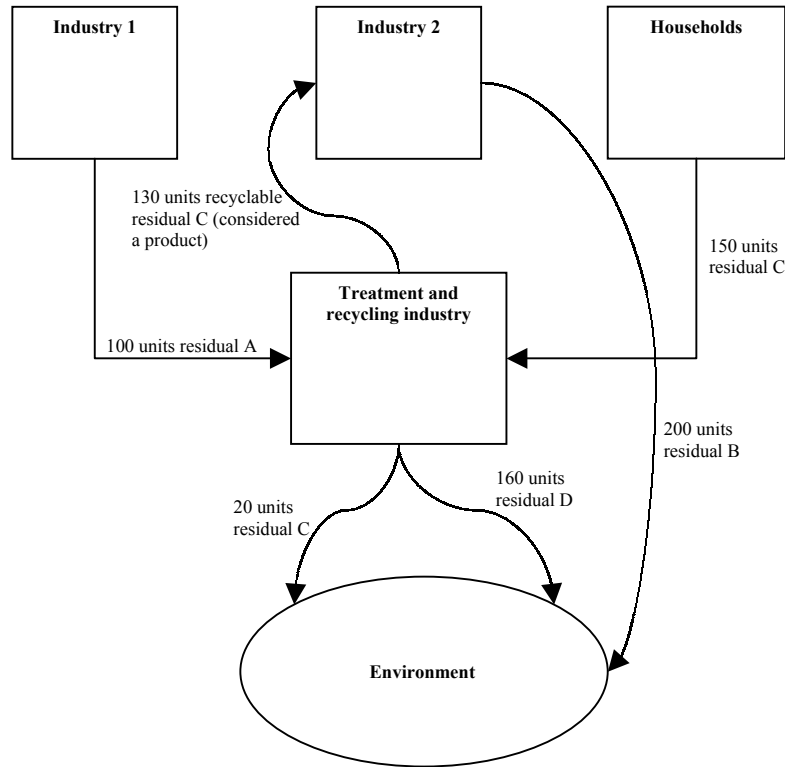 Industry 1
Industry 2
Households
130 units recyclable
residual C (considered
a product)
150 units
residual C
Treatment and
recycling industry
100 units residual A
200 units
residual B
160 units
residual D
20 units
residual C
Environment